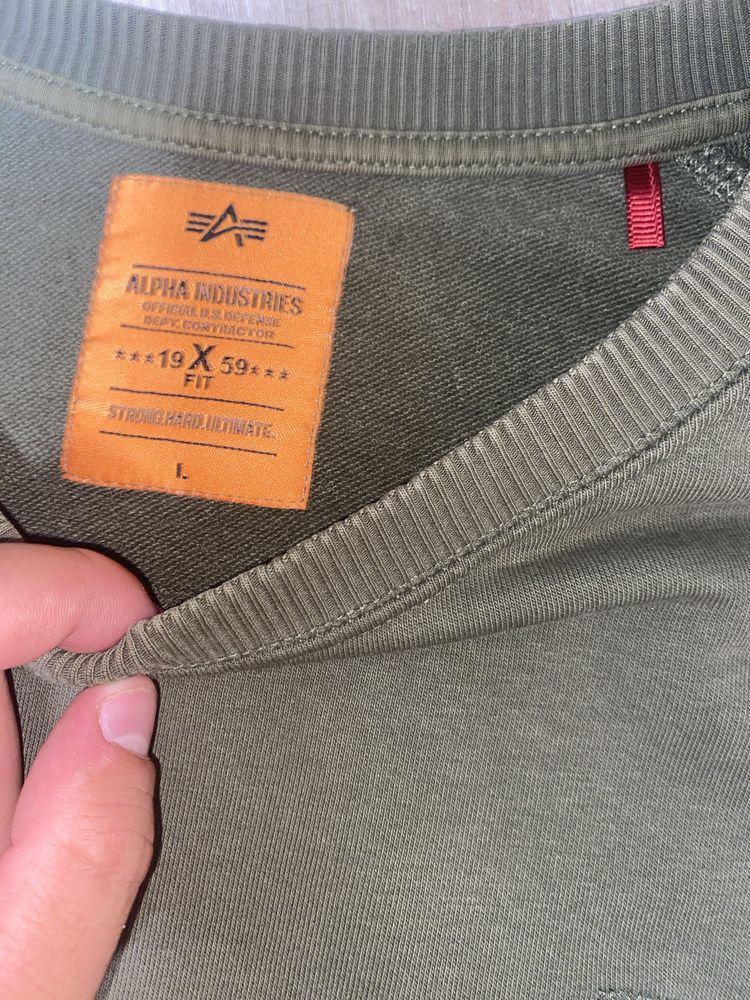 ALPHA INDUSTRIES
OFFICIAL U.S. DEFENSE
DEPT. CONTRACTOR
***19 X 59***
FIT
STRONG.HARD.ULTIMATE.
L